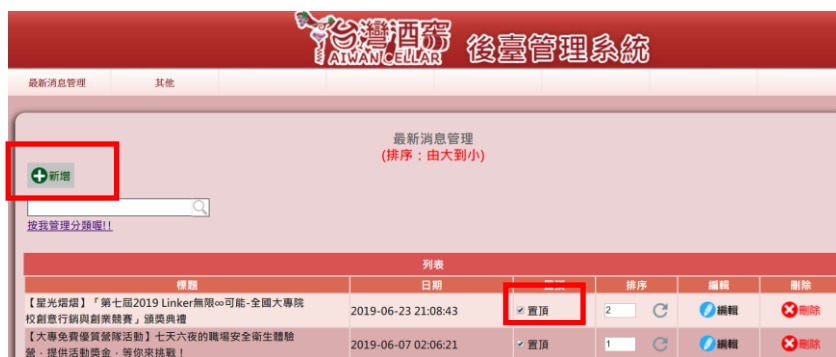 台灣酒窖 後臺管理系統
TAIWAN CELLAR
最新消息管理 其他
最新消息管理
(排序：由大到小)
新增
按我管理分類喔!!
列表
標題 日期 置頂 排序 編輯 刪除
【星光熠熠】「第七屆2019 Linker無限∞可能-全國大專院
校創意行銷與創業競賽」頒獎典禮
2019-06-23 21:08:43 置頂 2 編輯 刪除
【大專免費優質營隊活動】七天六夜的職場安全衛生體驗
營，提供活動獎金，等你來挑戰！
2019-06-07 02:06:21 置頂 1 編輯 刪除